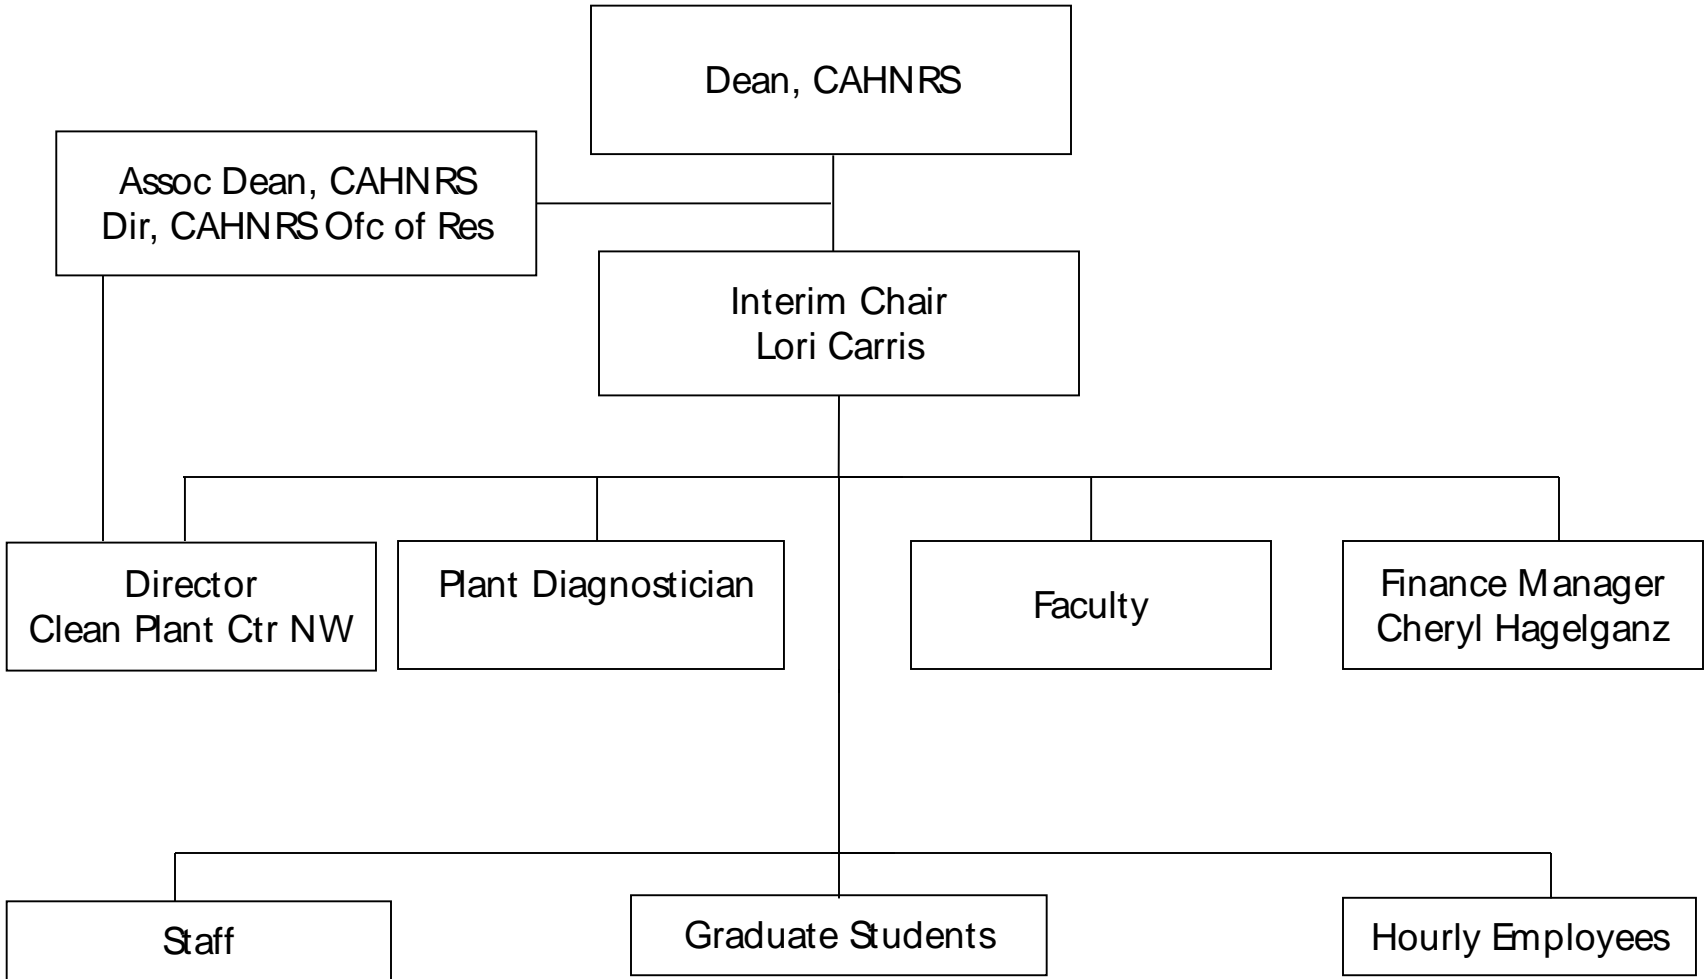 Dean, CAHNRS
Assoc Dean, CAHNRS
Dir, CAHNRS Ofc of Res
Interim Chair
Lori Carris
Director
Clean Plant Ctr NW
Plant Diagnostician
Faculty
Finance Manager
Cheryl Hagelganz
Staff
Graduate Students
Hourly Employees